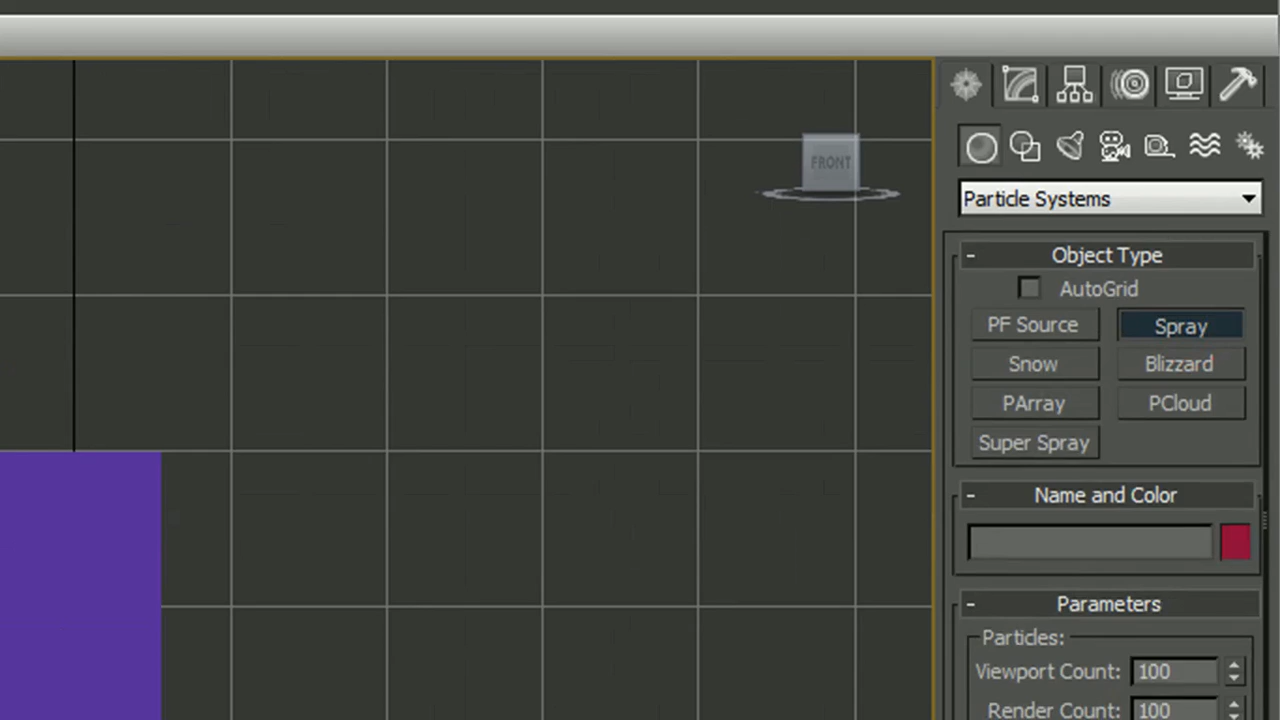 FRONT
Particle Systems
- Object Type
AutoGrid
PF Source Spray
Snow Blizzard
PArray PCloud
Super Spray
- Name and Color
- Parameters
Particles:
Viewport Count: 100
Render Count: 100